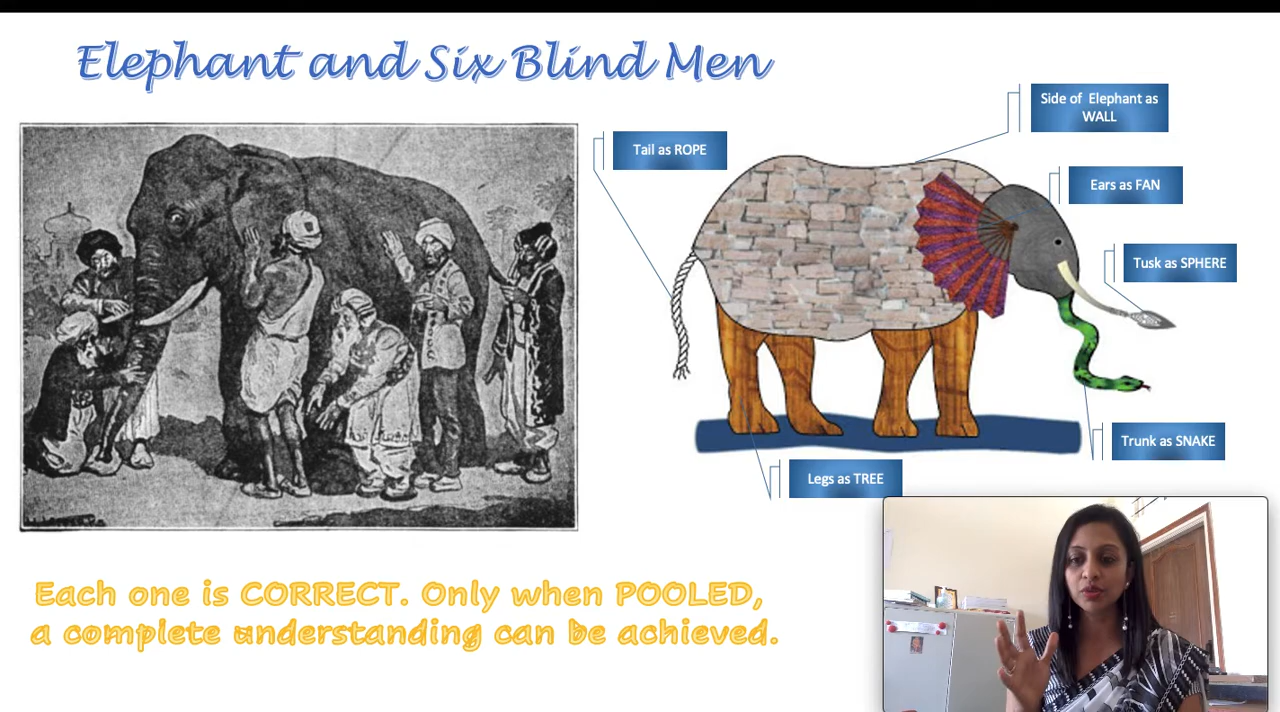 Elephant and Six Blind Men
Side of Elephant as
WALL
Tail as ROPE
Ears as FAN
Tusk as SPHERE
Trunk as SNAKE
Legs as TREE
Each one is CORRECT. Only when POOLED,
a complete understanding can be achieved.